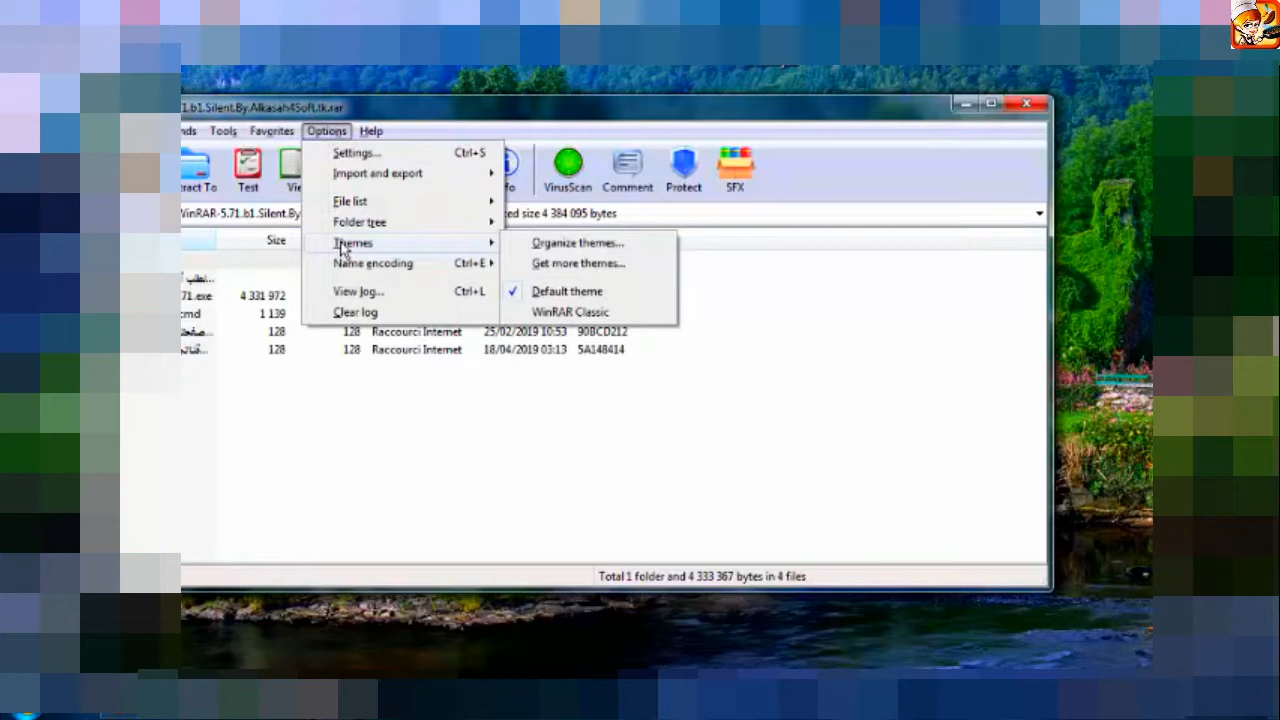 1.b1.Silent.By.Alkasah4Soft.tk.rar
nds Tools Favorites Options Help
ract To Test Vie fo VirusScan Comment Protect SFX
WinRAR-5.71.b1.Silent.By ed size 4 384 095 bytes
Size
Settings... Ctrl+S
Import and export
File list
Folder tree
Themes
Name encoding Ctrl+E
View log... Ctrl+L
Clear log
Organize themes...
Get more themes...
Default theme
WinRAR Classic
71.exe 4 331 972
cmd 1 139
128 128 Raccourci Internet 25/02/2019 10:53 90BCD212
128 128 Raccourci Internet 18/04/2019 03:13 5A148414
Total 1 folder and 4 333 367 bytes in 4 files